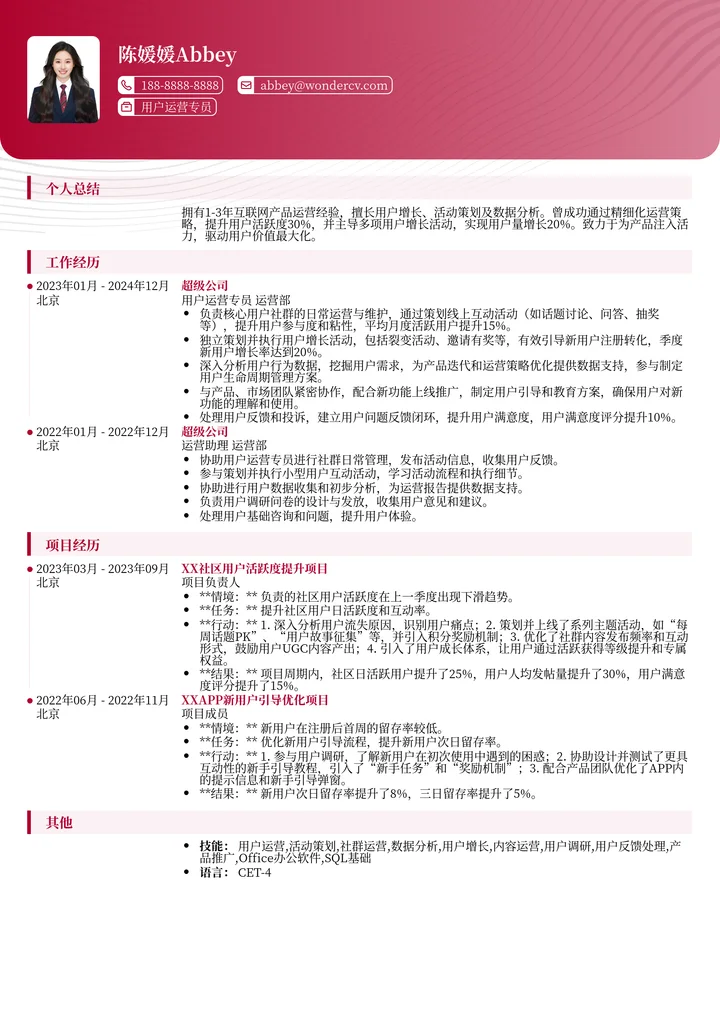 陈媛媛Abbey
188-8888-8888
abbey@wondercv.com
用户运营专员
个人总结
拥有1-3年互联网产品运营经验，擅长用户增长、活动策划及数据分析。曾成功通过精细化运营策
略，提升用户活跃度30%，并主导多项用户增长活动，实现用户量增长20%。致力于为产品注入活
力，驱动用户价值最大化。
工作经历
2023年01月 - 2024年12月 超级公司
北京 用户运营专员 运营部
• 负责核心用户社群的日常运营与维护，通过策划线上互动活动（如话题讨论、问答、抽奖
等），提升用户参与度和粘性，平均月度活跃用户提升15%。
• 独立策划并执行用户增长活动，包括裂变活动、邀请有奖等，有效引导新用户注册转化，季度
新用户增长率达到20%。
• 深入分析用户行为数据，挖掘用户需求，为产品迭代和运营策略优化提供数据支持，参与制定
用户生命周期管理方案。
• 与产品、市场团队紧密协作，配合新功能上线推广，制定用户引导和教育方案，确保用户对新
功能的理解和使用。
• 处理用户反馈和投诉，建立用户问题反馈闭环，提升用户满意度，用户满意度评分提升10%。
2022年01月 - 2022年12月 超级公司
北京 运营助理 运营部
• 协助用户运营专员进行社群日常管理，发布活动信息，收集用户反馈。
• 参与策划并执行小型用户互动活动，学习活动流程和执行细节。
• 协助进行用户数据收集和初步分析，为运营报告提供数据支持。
• 负责用户调研问卷的设计与发放，收集用户意见和建议。
• 处理用户基础咨询和问题，提升用户体验。
项目经历
2023年03月 - 2023年09月 XX社区用户活跃度提升项目
北京 项目负责人
• **情境：** 负责的社区用户活跃度在上一季度出现下滑趋势。
• **任务：** 提升社区用户日活跃度和互动率。
• **行动：** 1. 深入分析用户流失原因，识别用户痛点；2. 策划并上线了系列主题活动，如“每
周话题PK”、“用户故事征集”等，并引入积分奖励机制；3. 优化了社群内容发布频率和互动
形式，鼓励用户UGC内容产出；4. 引入了用户成长体系，让用户通过活跃获得等级提升和专属
权益。
• **结果：** 项目周期内，社区日活跃用户提升了25%，用户人均发帖量提升了30%，用户满意
度评分提升了15%。
2022年06月 - 2022年11月 XXAPP新用户引导优化项目
北京 项目成员
• **情境：** 新用户在注册后首周的留存率较低。
• **任务：** 优化新用户引导流程，提升新用户次日留存率。
• **行动：** 1. 参与用户调研，了解新用户在初次使用中遇到的困惑；2. 协助设计并测试了更具
互动性的新手引导教程，引入了“新手任务”和“奖励机制”；3. 配合产品团队优化了APP内
的提示信息和新手引导弹窗。
• **结果：** 新用户次日留存率提升了8%，三日留存率提升了5%。
其他
• 技能： 用户运营,活动策划,社群运营,数据分析,用户增长,内容运营,用户调研,用户反馈处理,产
品推广,Office办公软件,SQL基础
• 语言： CET-4